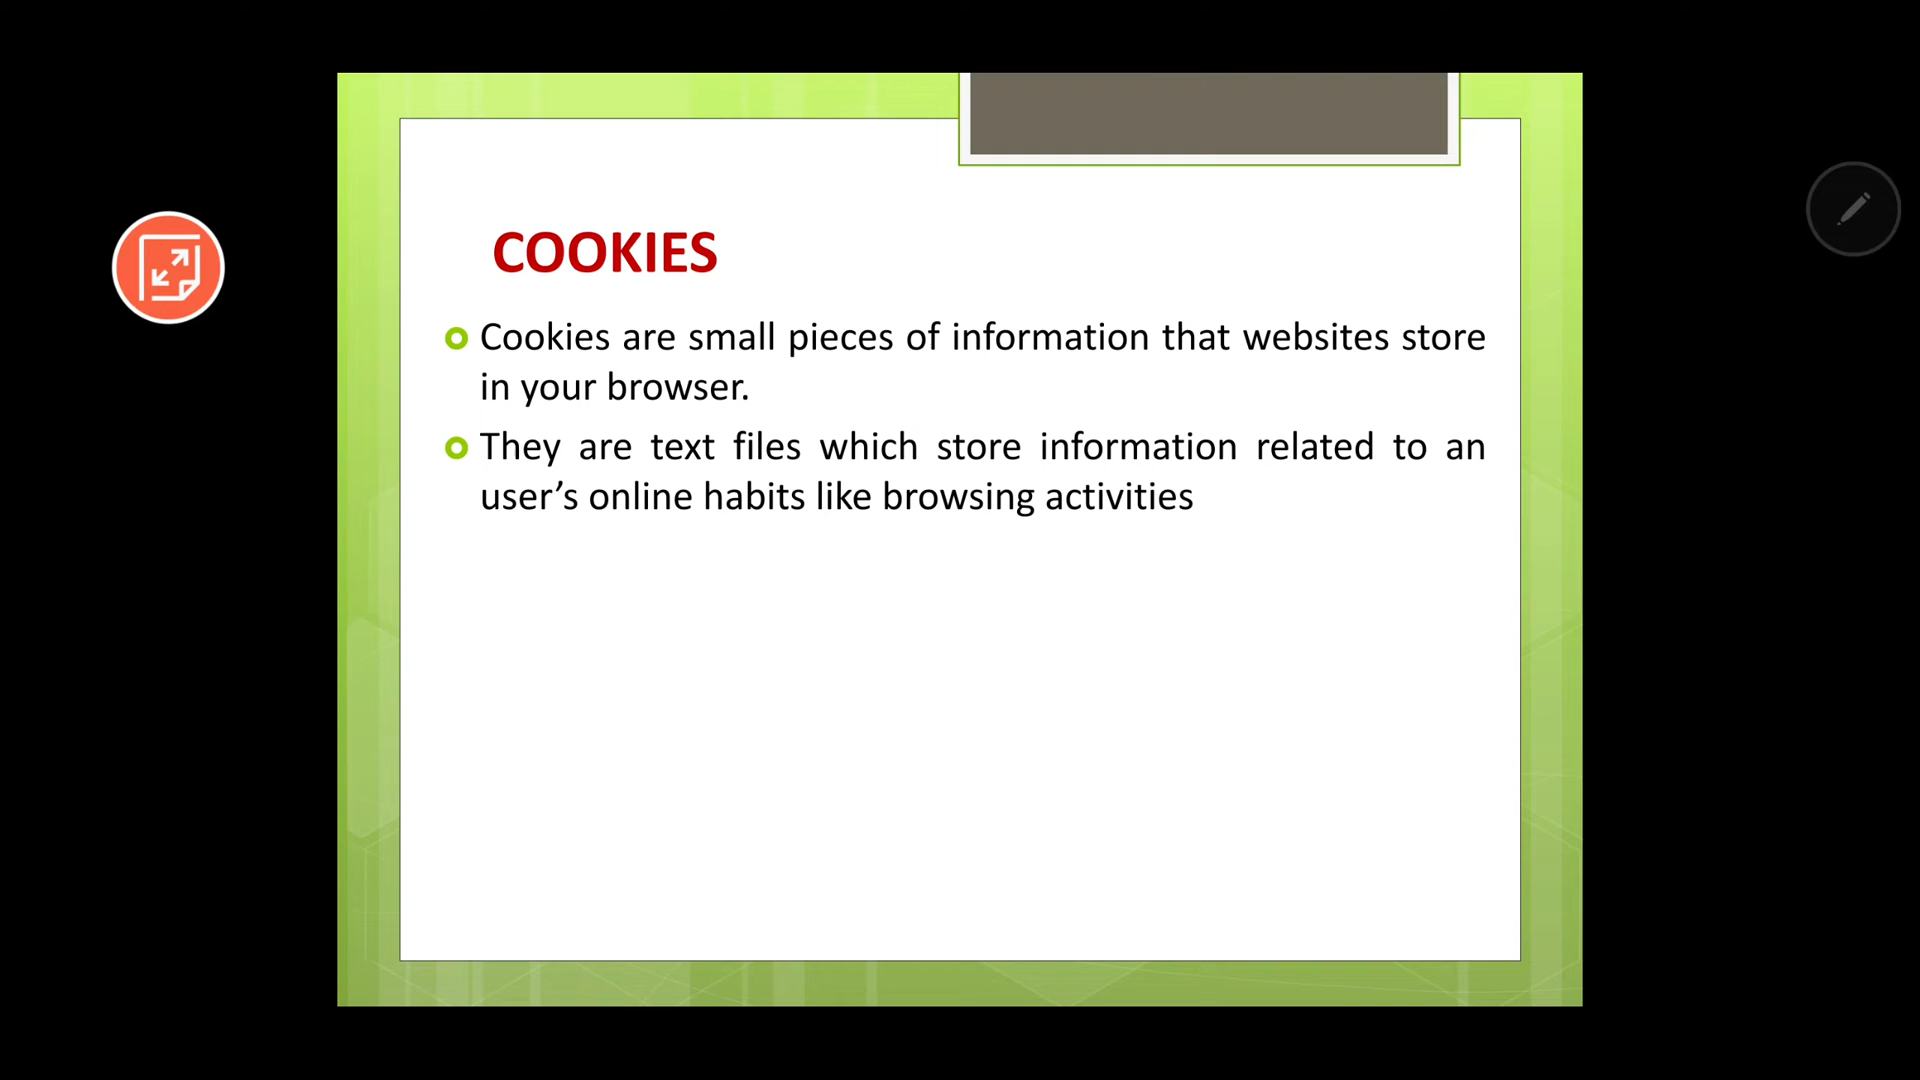 COOKIES
Cookies are small pieces of information that websites store
in your browser.
They are text files which store information related to an
user’s online habits like browsing activities